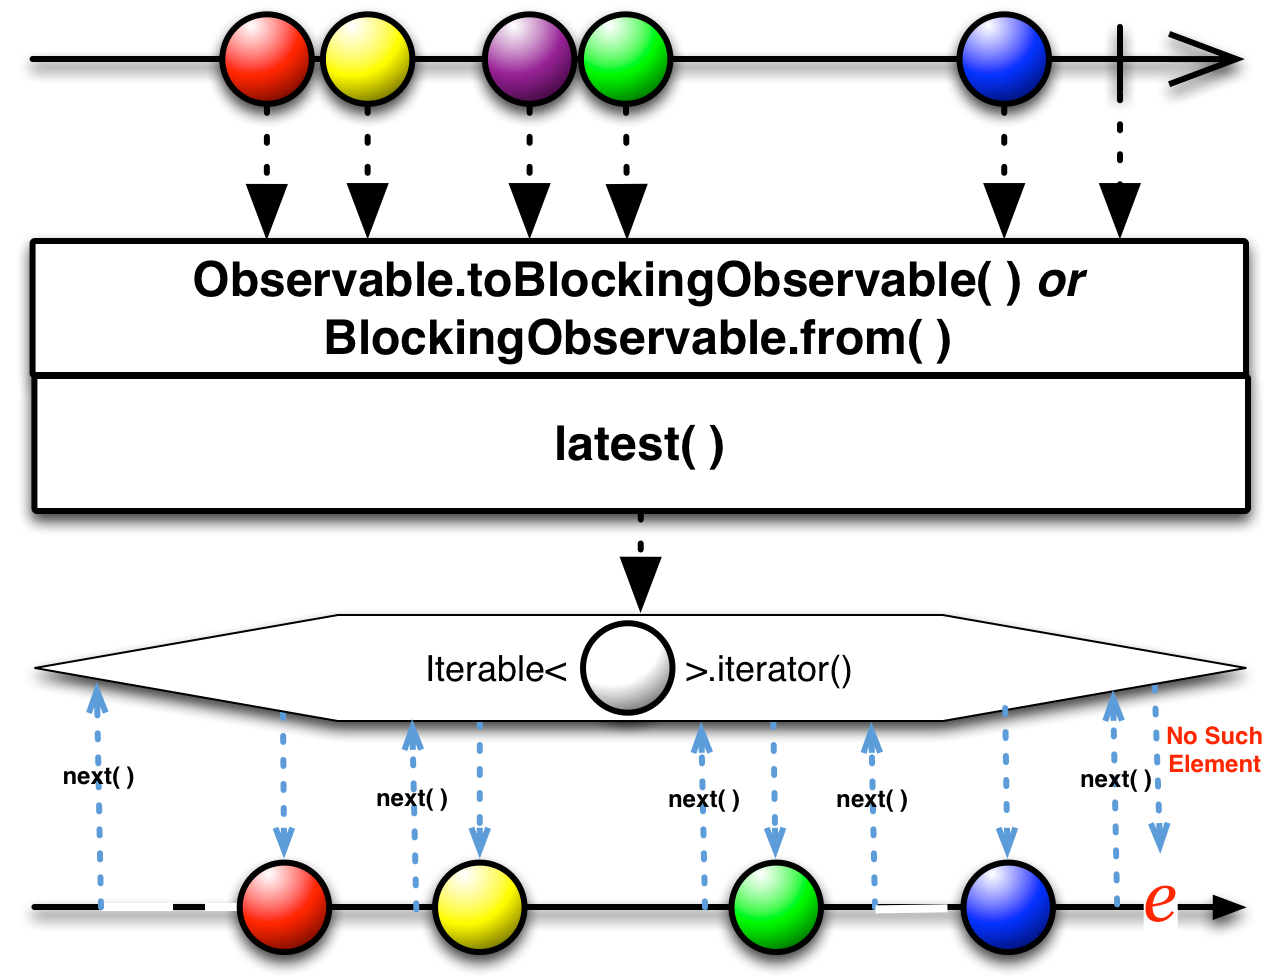 Observable.toBlockingObservable( ) or
BlockingObservable.from( )
latest( )
Iterable< >.iterator()
No Such
Element
next( )
next( )
next( )
next( )
next( )
e